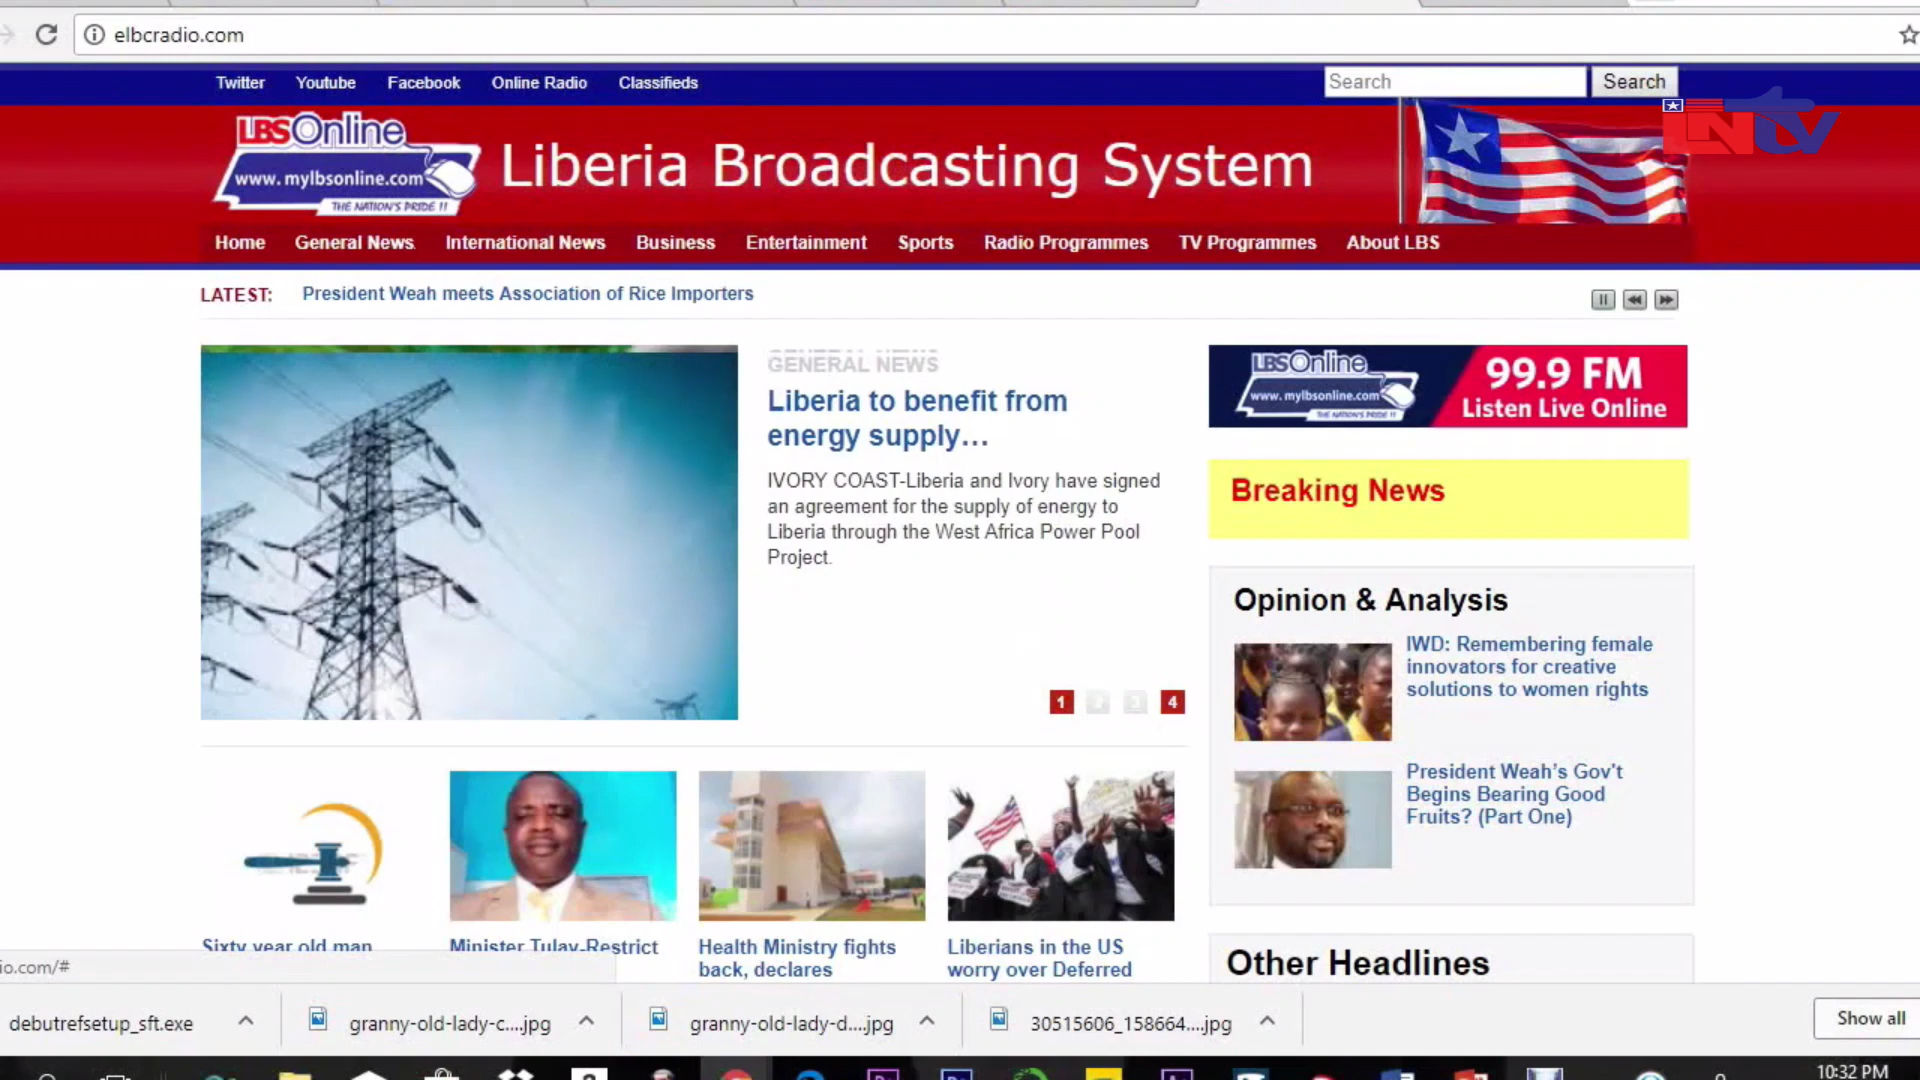 elbcradio.com
Twitter Youtube Facebook Online Radio Classifieds
Search Search
LNTV
LBSOnline
www.mylbsonline.com
THE NATION'S PRIDE !!
Liberia Broadcasting System
Home General News International News Business Entertainment Sports Radio Programmes TV Programmes About LBS
LATEST: President Weah meets Association of Rice Importers
GENERAL NEWS
Liberia to benefit from
energy supply...
IVORY COAST-Liberia and Ivory have signed
an agreement for the supply of energy to
Liberia through the West Africa Power Pool
Project.
1 2 3 4
LBSOnline
www.mylbsonline.com
THE NATION'S PRIDE !!
99.9 FM
Listen Live Online
Breaking News
Opinion & Analysis
IWD: Remembering female
innovators for creative
solutions to women rights
President Weah's Gov't
Begins Bearing Good
Fruits? (Part One)
Sixty year old man
Minister Tulay-Restrict
Health Ministry fights
back, declares
Liberians in the US
worry over Deferred
Other Headlines
io.com/#
debutrefsetup_sft.exe
granny-old-lady-c....jpg
granny-old-lady-d....jpg
30515606_158664....jpg
Show all
10:32 PM